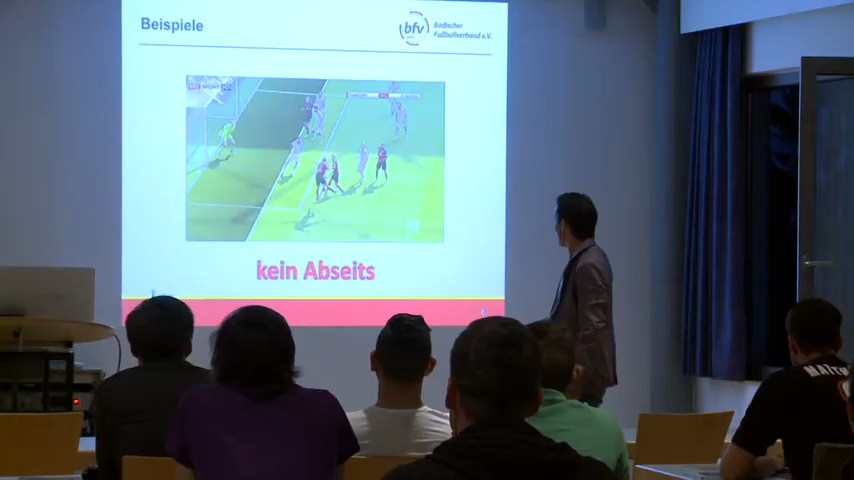 Beispiele
bfv
Badischer
Fußballverband e.V.
kein Abseits